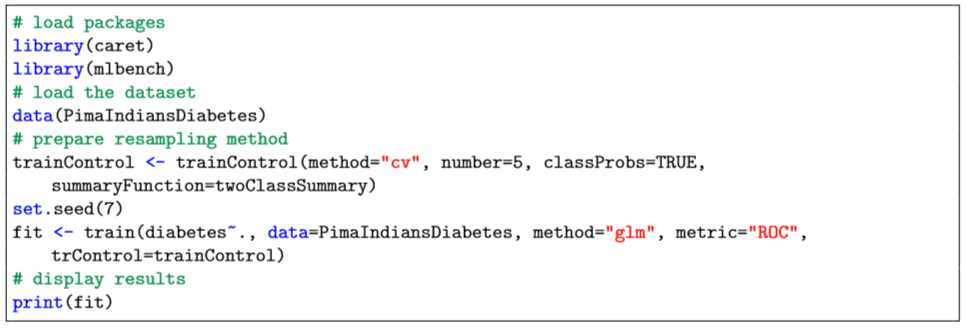 # load packages
library(caret)
library(mlbench)
# load the dataset
data(PimaIndiansDiabetes)
# prepare resampling method
trainControl <- trainControl(method="cv", number=5, classProbs=TRUE,
    summaryFunction=twoClassSummary)
set.seed(7)
fit <- train(diabetes~., data=PimaIndiansDiabetes, method="glm", metric="ROC",
    trControl=trainControl)
# display results
print(fit)